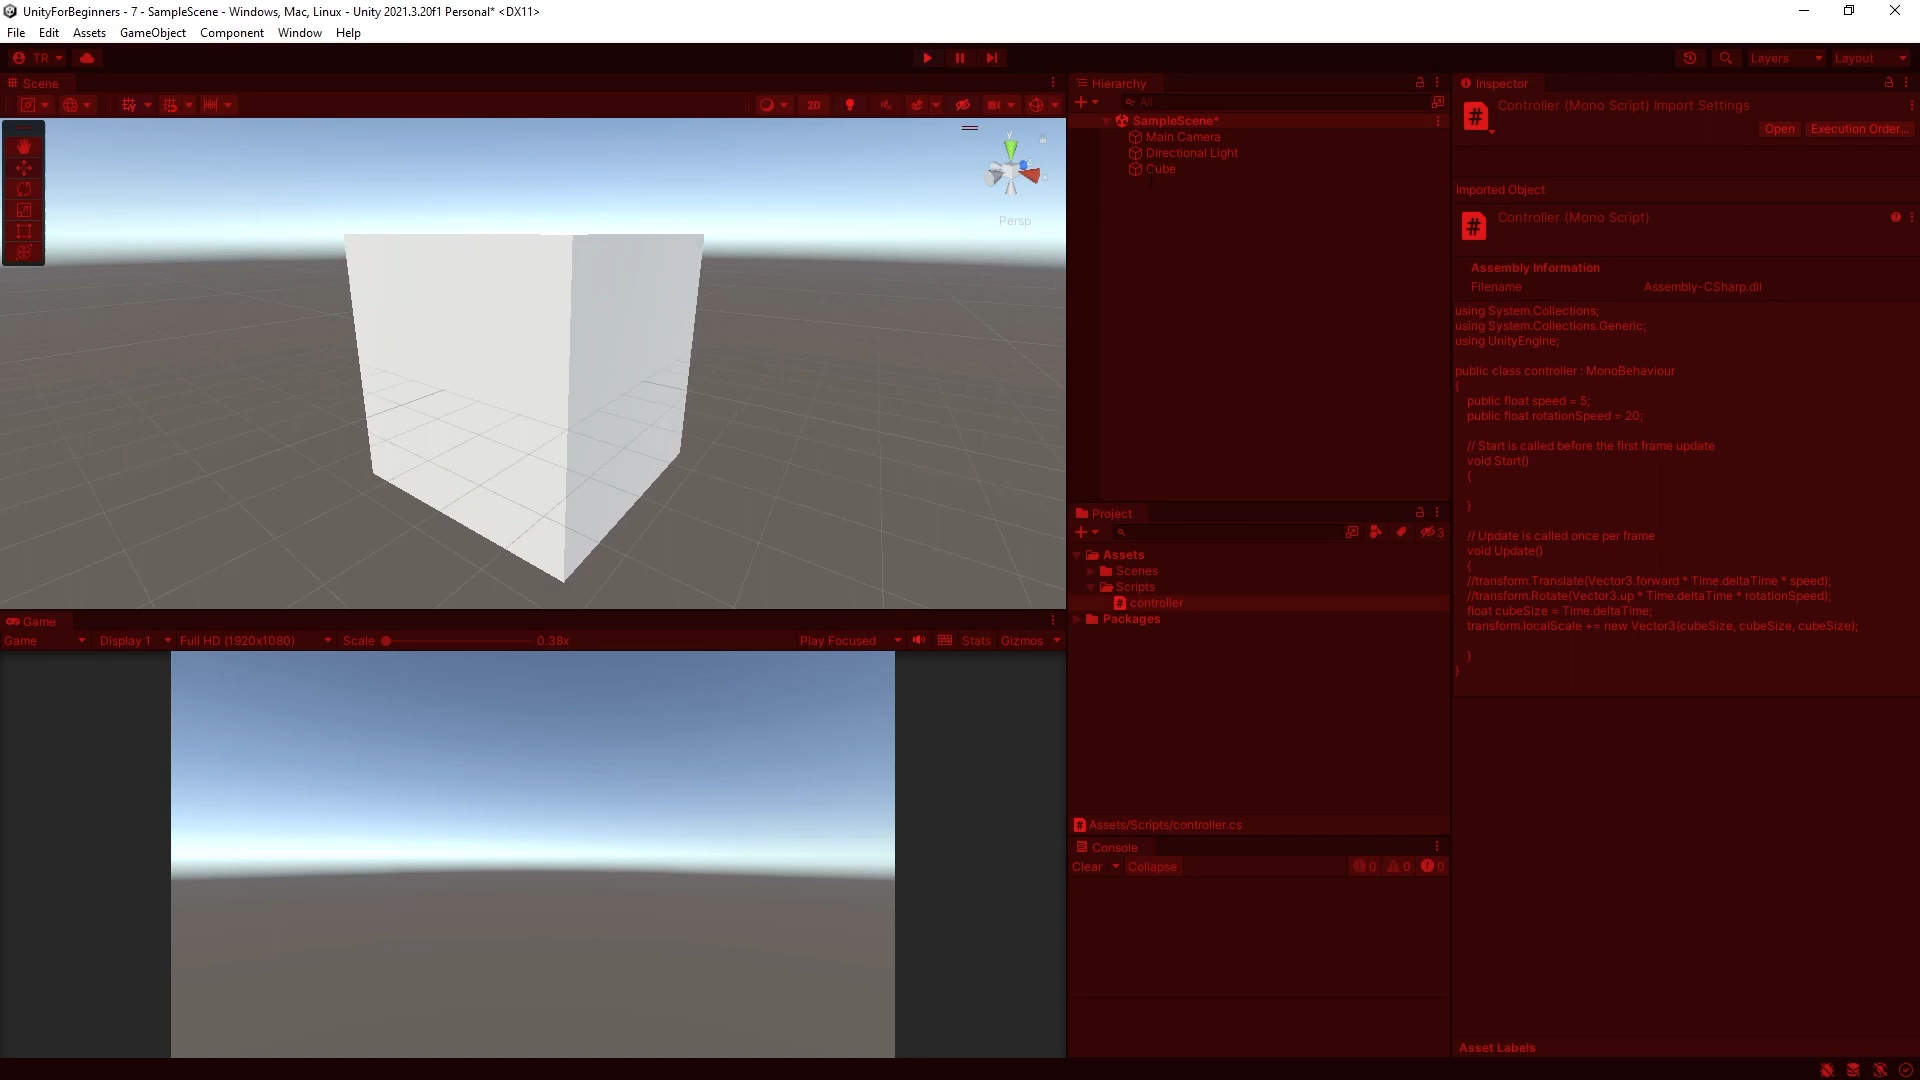 UnityForBeginners - 7 - SampleScene - Windows, Mac, Linux - Unity 2021.3.20f1 Personal* <DX11>
File Edit Assets GameObject Component Window Help
TR
Layers Layout
Scene
2D
y
Persp
Hierarchy
All
SampleScene*
Main Camera
Directional Light
Cube
Inspector
Controller (Mono Script) Import Settings
Open Execution Order...
Imported Object
Controller (Mono Script)
Assembly Information
Filename Assembly-CSharp.dll
using System.Collections;
using System.Collections.Generic;
using UnityEngine;
public class controller : MonoBehaviour
{
public float speed = 5;
public float rotationSpeed = 20;
// Start is called before the first frame update
void Start()
{
}
// Update is called once per frame
void Update()
{
//transform.Translate(Vector3.forward * Time.deltaTime * speed);
//transform.Rotate(Vector3.up * Time.deltaTime * rotationSpeed);
float cubeSize = Time.deltaTime;
transform.localScale += new Vector3(cubeSize, cubeSize, cubeSize);
}
}
Asset Labels
Project
3
Assets
Scenes
Scripts
controller
Packages
Assets/Scripts/controller.cs
Console
Clear Collapse 0 0 0
Game
Game Display 1 Full HD (1920x1080) Scale 0.38x Play Focused Stats Gizmos